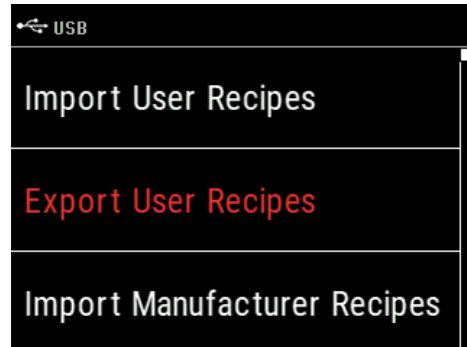 USB
Import User Recipes
Export User Recipes
Import Manufacturer Recipes